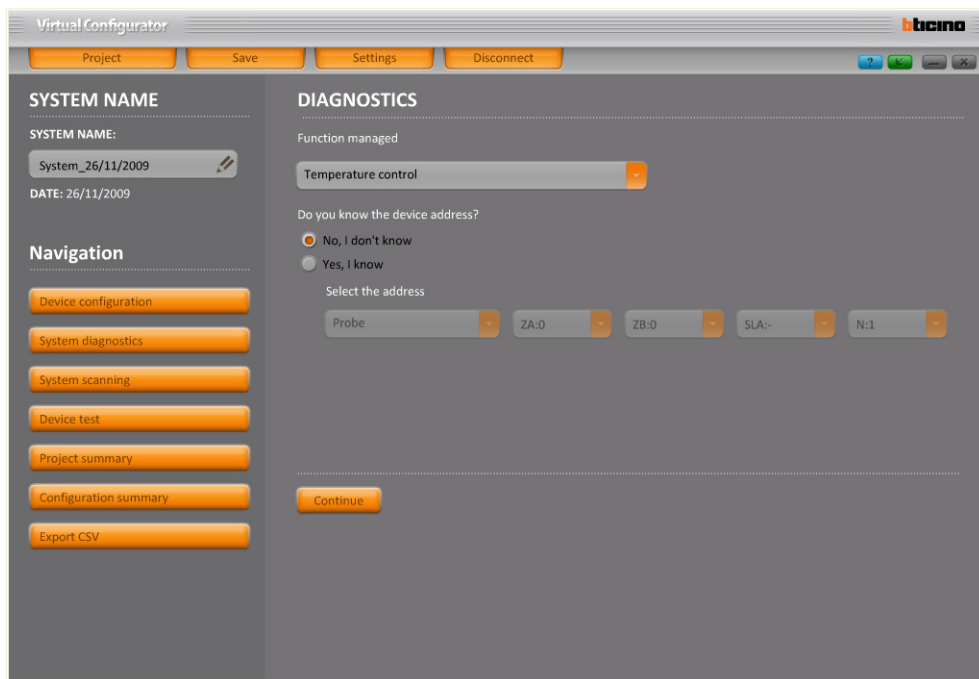 Virtual Configurator
bticino
Project Save Settings Disconnect
?
SYSTEM NAME
SYSTEM NAME:
System_26/11/2009
DATE: 26/11/2009
Navigation
Device configuration
System diagnostics
System scanning
Device test
Project summary
Configuration summary
Export CSV
DIAGNOSTICS
Function managed
Temperature control
Do you know the device address?
No, I don't know
Yes, I know
Select the address
Probe ZA:0 ZB:0 SLA:- N:1
Continue